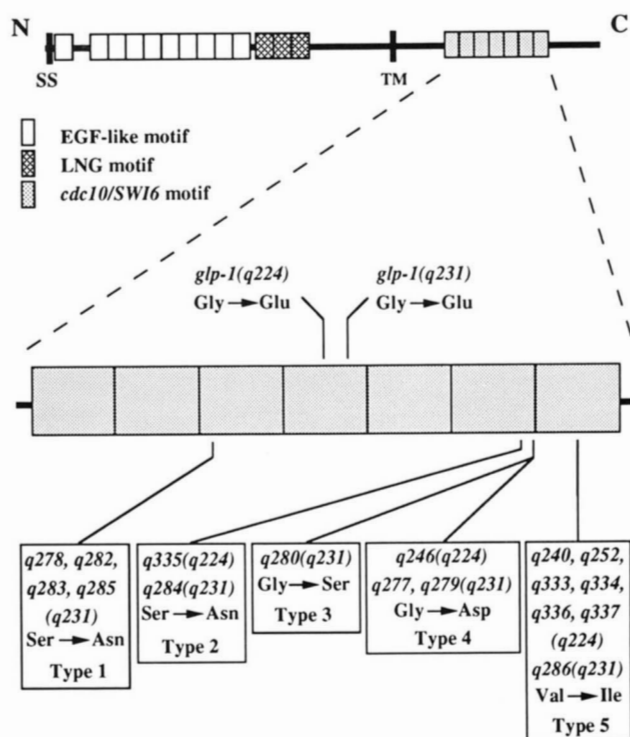 N
C
SS
TM
EGF-like motif
LNG motif
cdc10/SWI6 motif
glp-1(q224)
Gly→Glu
glp-1(q231)
Gly→Glu
q278, q282,
q283, q285
(q231)
Ser→Asn
Type 1
q335(q224)
q284(q231)
Ser→Asn
Type 2
q280(q231)
Gly→Ser
Type 3
q246(q224)
q277, q279(q231)
Gly→Asp
Type 4
q240, q252,
q333, q334,
q336, q337
(q224)
q286(q231)
Val→Ile
Type 5